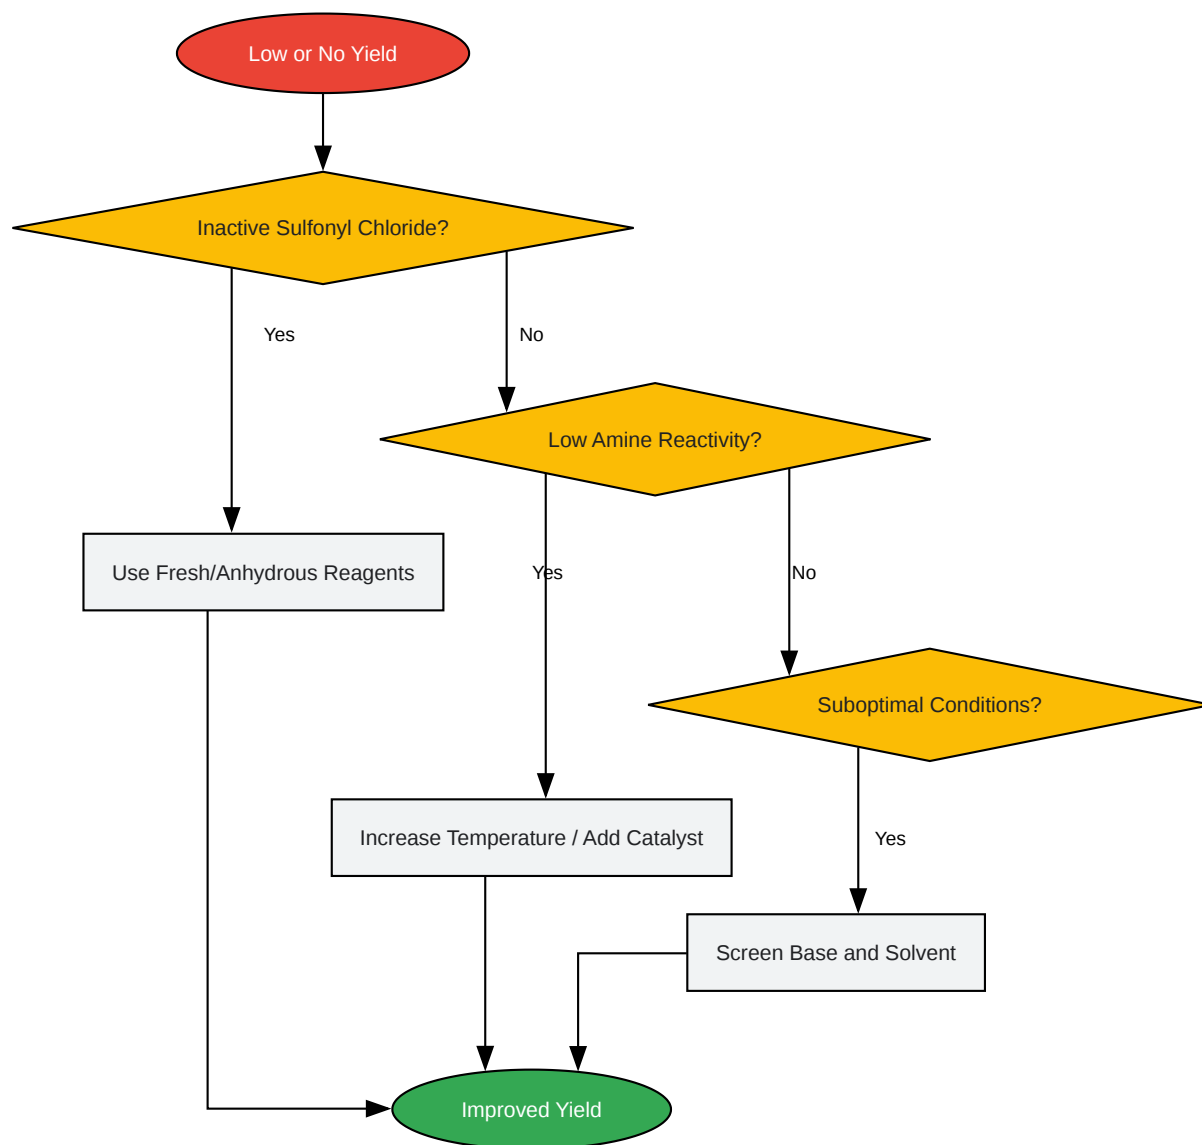 Low or No Yield
Inactive Sulfonyl Chloride?
Yes
No
Low Amine Reactivity?
Use Fresh/Anhydrous Reagents
Yes
No
Suboptimal Conditions?
Increase Temperature / Add Catalyst
Yes
Screen Base and Solvent
Improved Yield